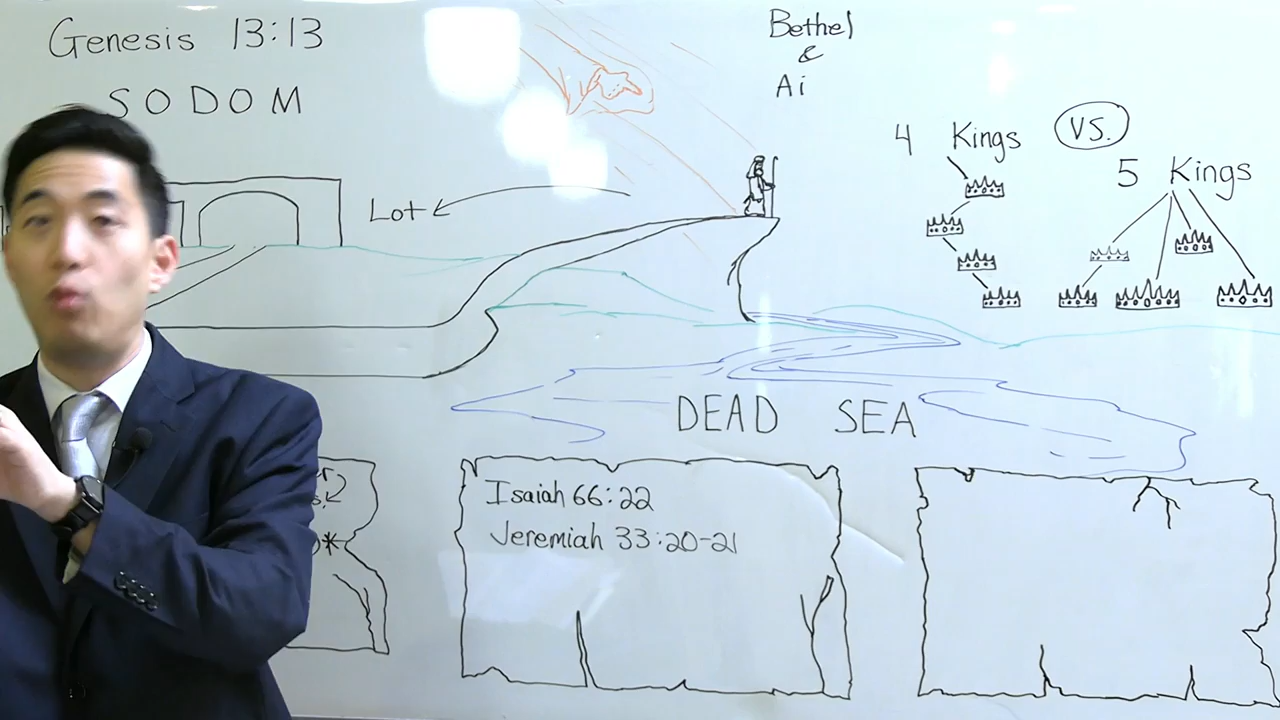 Genesis 13:13
SODOM
Bethel
&
Ai
4 Kings
VS.
5 Kings
Lot
DEAD SEA
Isaiah 66:22
Jeremiah 33:20-21